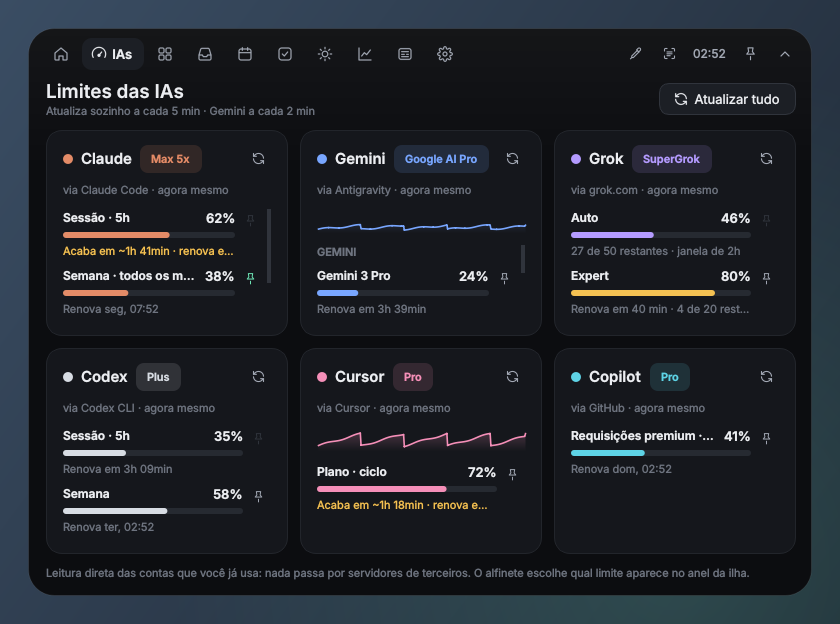 IAs
02:52
Limites das IAs
Atualiza sozinho a cada 5 min · Gemini a cada 2 min
Atualizar tudo
Claude
Max 5x
via Claude Code · agora mesmo
Sessão · 5h
62%
Acaba em ~1h 41min · renova e...
Semana · todos os m...
38%
Renova seg, 07:52
Gemini
Google AI Pro
via Antigravity · agora mesmo
GEMINI
Gemini 3 Pro
24%
Renova em 3h 39min
Grok
SuperGrok
via grok.com · agora mesmo
Auto
46%
27 de 50 restantes · janela de 2h
Expert
80%
Renova em 40 min · 4 de 20 rest...
Codex
Plus
via Codex CLI · agora mesmo
Sessão · 5h
35%
Renova em 3h 09min
Semana
58%
Renova ter, 02:52
Cursor
Pro
via Cursor · agora mesmo
Plano · ciclo
72%
Acaba em ~1h 18min · renova e...
Copilot
Pro
via GitHub · agora mesmo
Requisições premium ·...
41%
Renova dom, 02:52
Leitura direta das contas que você já usa: nada passa por servidores de terceiros. O alfinete escolhe qual limite aparece no anel da ilha.